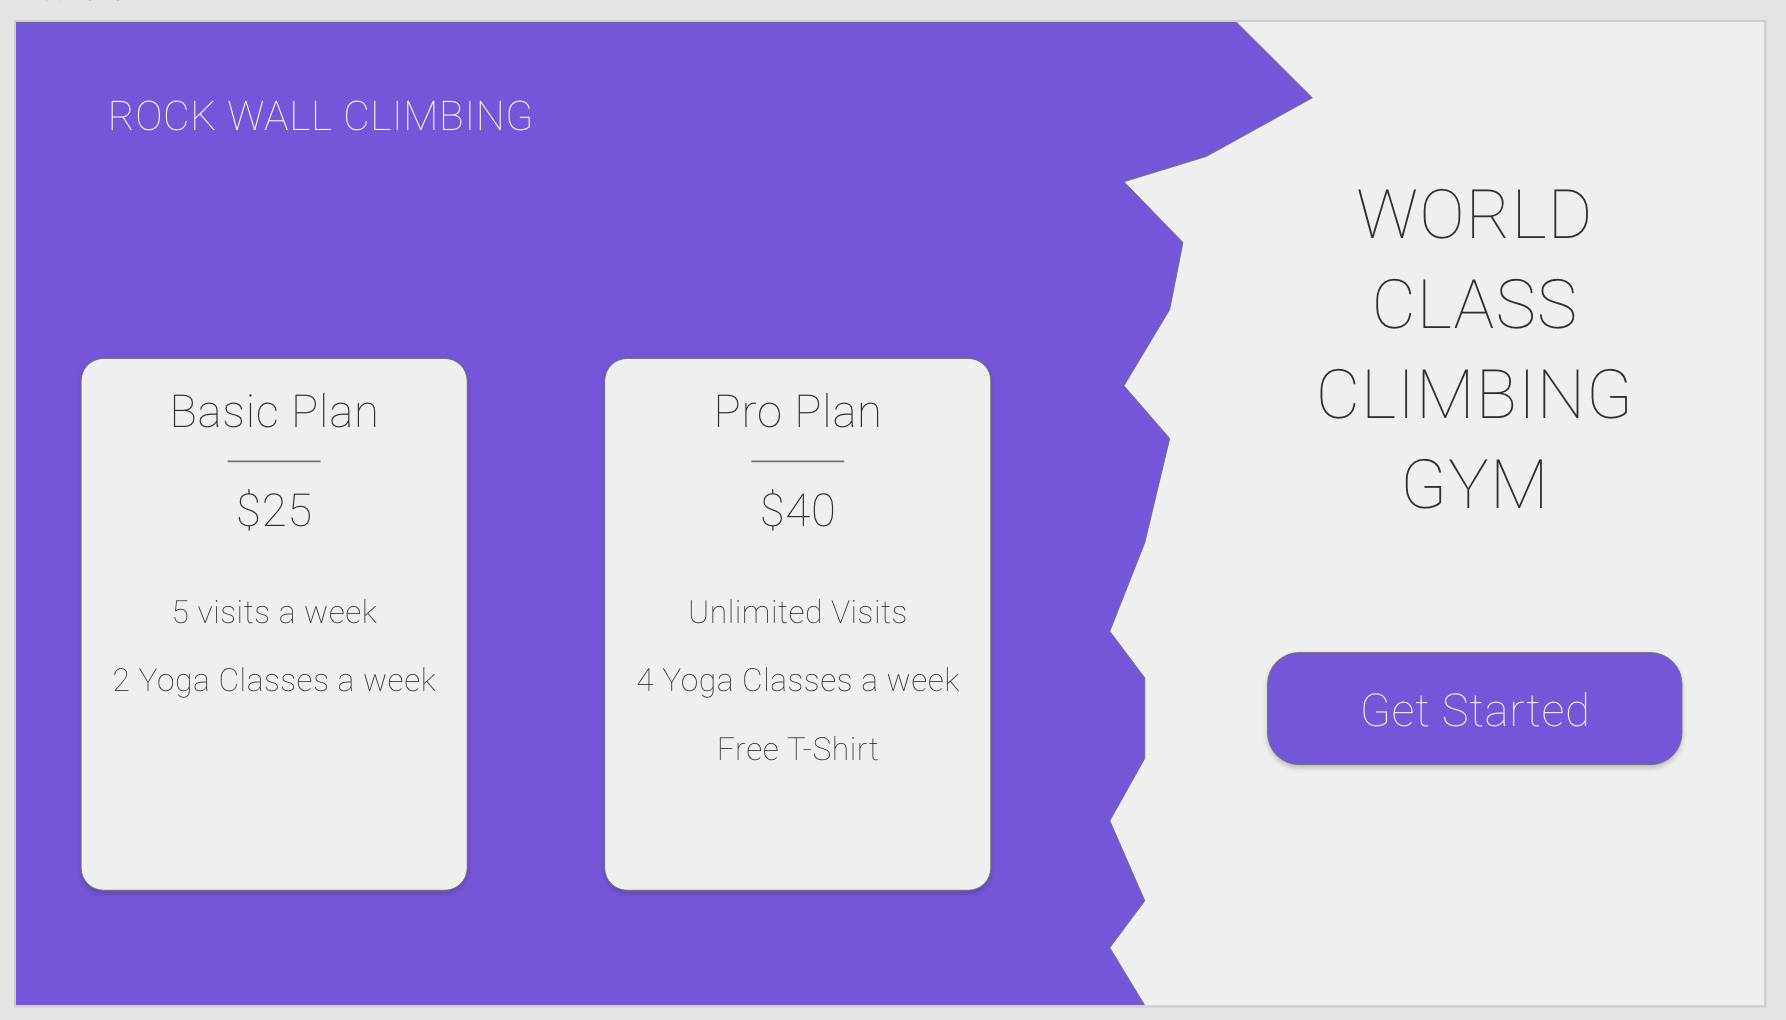 ROCK WALL CLIMBING
Basic Plan
$25
5 visits a week
2 Yoga Classes a week
Pro Plan
$40
Unlimited Visits
4 Yoga Classes a week
Free T-Shirt
WORLD
CLASS
CLIMBING
GYM
Get Started